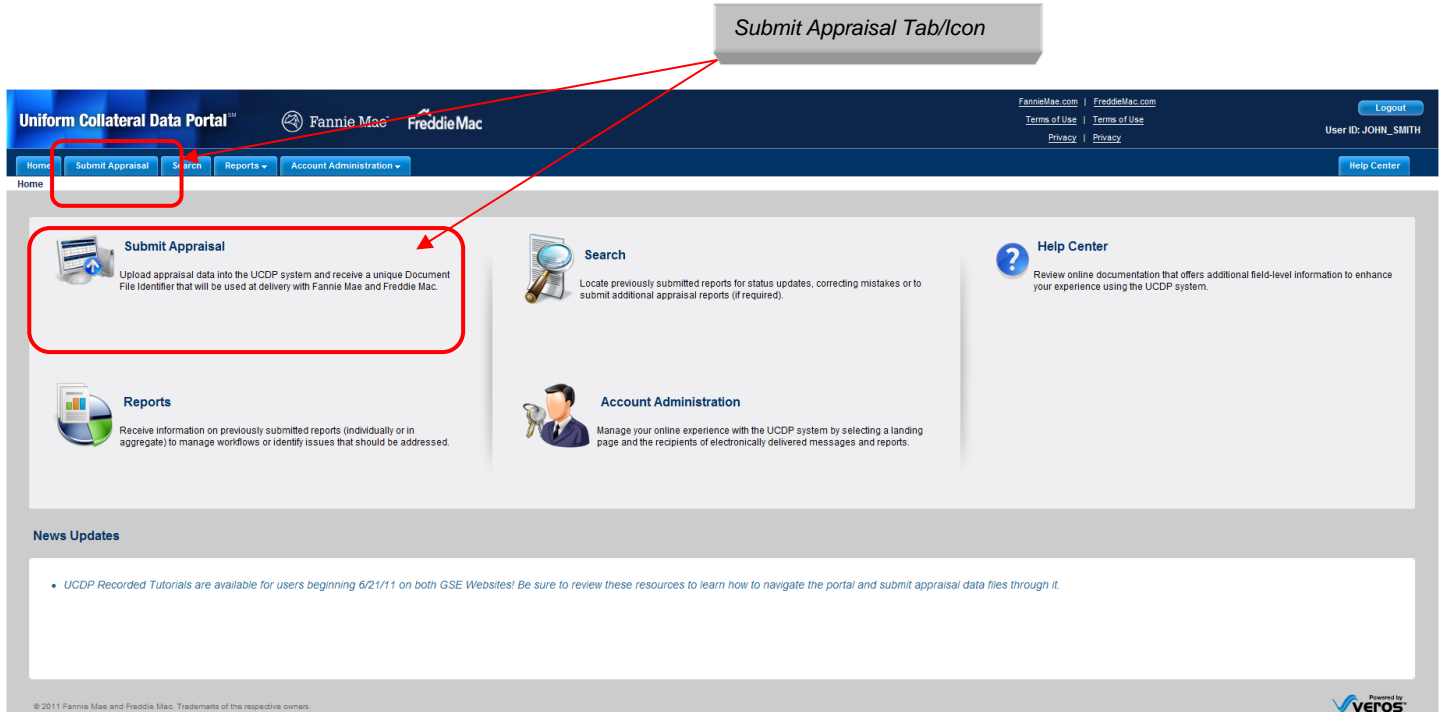 Submit Appraisal Tab/Icon
Uniform Collateral Data Portal℠
Fannie Mae
Freddie Mac
FannieMae.com | FreddieMac.com
Terms of Use | Terms of Use
Privacy | Privacy
Logout
User ID: JOHN_SMITH
Home
Submit Appraisal
Search
Reports
Account Administration
Help Center
Home
Submit Appraisal
Upload appraisal data into the UCDP system and receive a unique Document
File Identifier that will be used at delivery with Fannie Mae and Freddie Mac.
Search
Locate previously submitted reports for status updates, correcting mistakes or to
submit additional appraisal reports (if required).
Help Center
Review online documentation that offers additional field-level information to enhance
your experience using the UCDP system.
Reports
Receive information on previously submitted reports (individually or in
aggregate) to manage workflows or identify issues that should be addressed.
Account Administration
Manage your online experience with the UCDP system by selecting a landing
page and the recipients of electronically delivered messages and reports.
News Updates
• UCDP Recorded Tutorials are available for users beginning 6/21/11 on both GSE Websites! Be sure to review these resources to learn how to navigate the portal and submit appraisal data files through it.
© 2011 Fannie Mae and Freddie Mac. Trademarks of the respective owners.
Powered by
veros